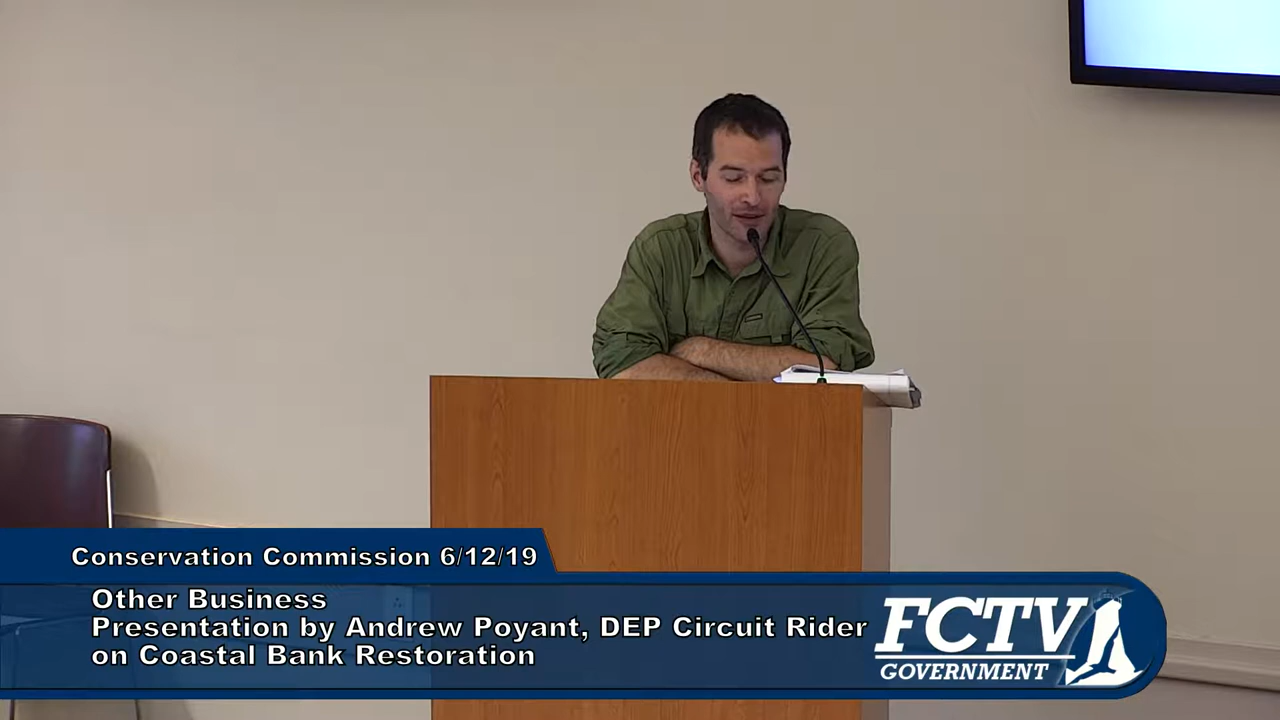 Conservation Commission 6/12/19
Other Business
Presentation by Andrew Poyant, DEP Circuit Rider
on Coastal Bank Restoration
FCTV
GOVERNMENT